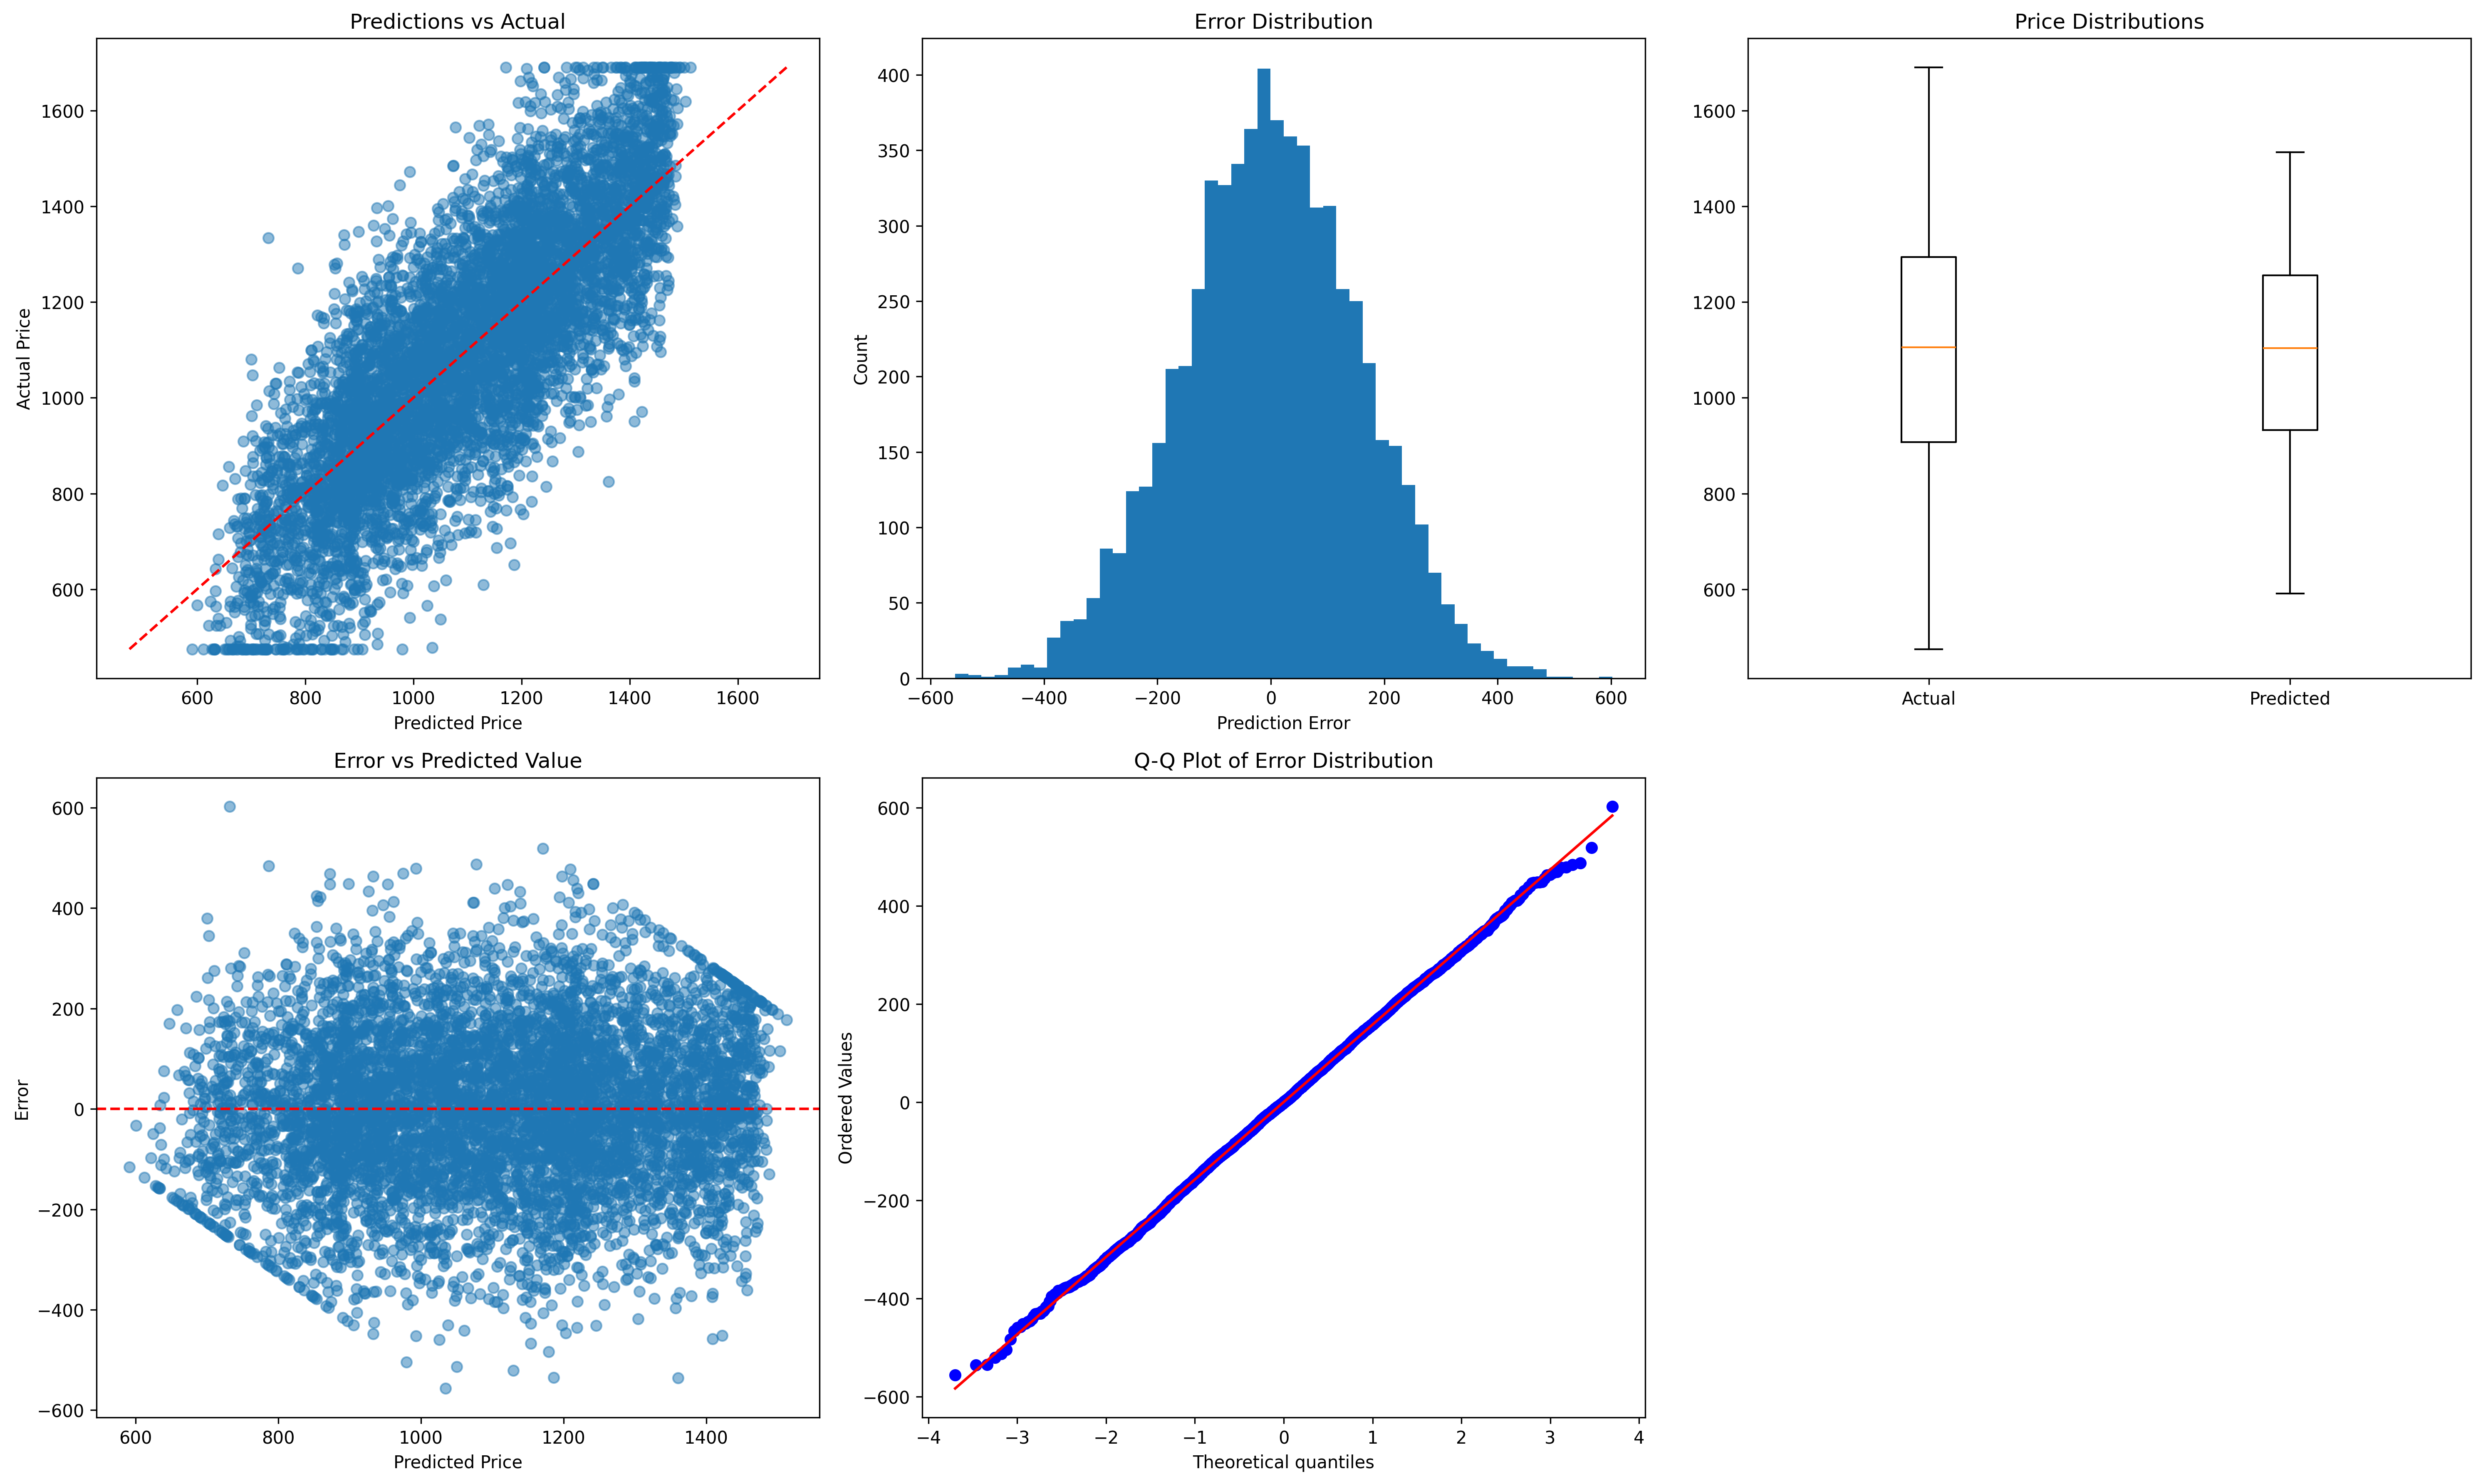 Predictions vs Actual
Actual Price
1600
1400
1200
1000
800
600
600 800 1000 1200 1400 1600
Predicted Price
Error Distribution
Count
400
350
300
250
200
150
100
50
0
−600 −400 −200 0 200 400 600
Prediction Error
Price Distributions
1600
1400
1200
1000
800
600
Actual Predicted
Error vs Predicted Value
Error
600
400
200
0
−200
−400
−600
600 800 1000 1200 1400
Predicted Price
Q-Q Plot of Error Distribution
Ordered Values
600
400
200
0
−200
−400
−600
−4 −3 −2 −1 0 1 2 3 4
Theoretical quantiles